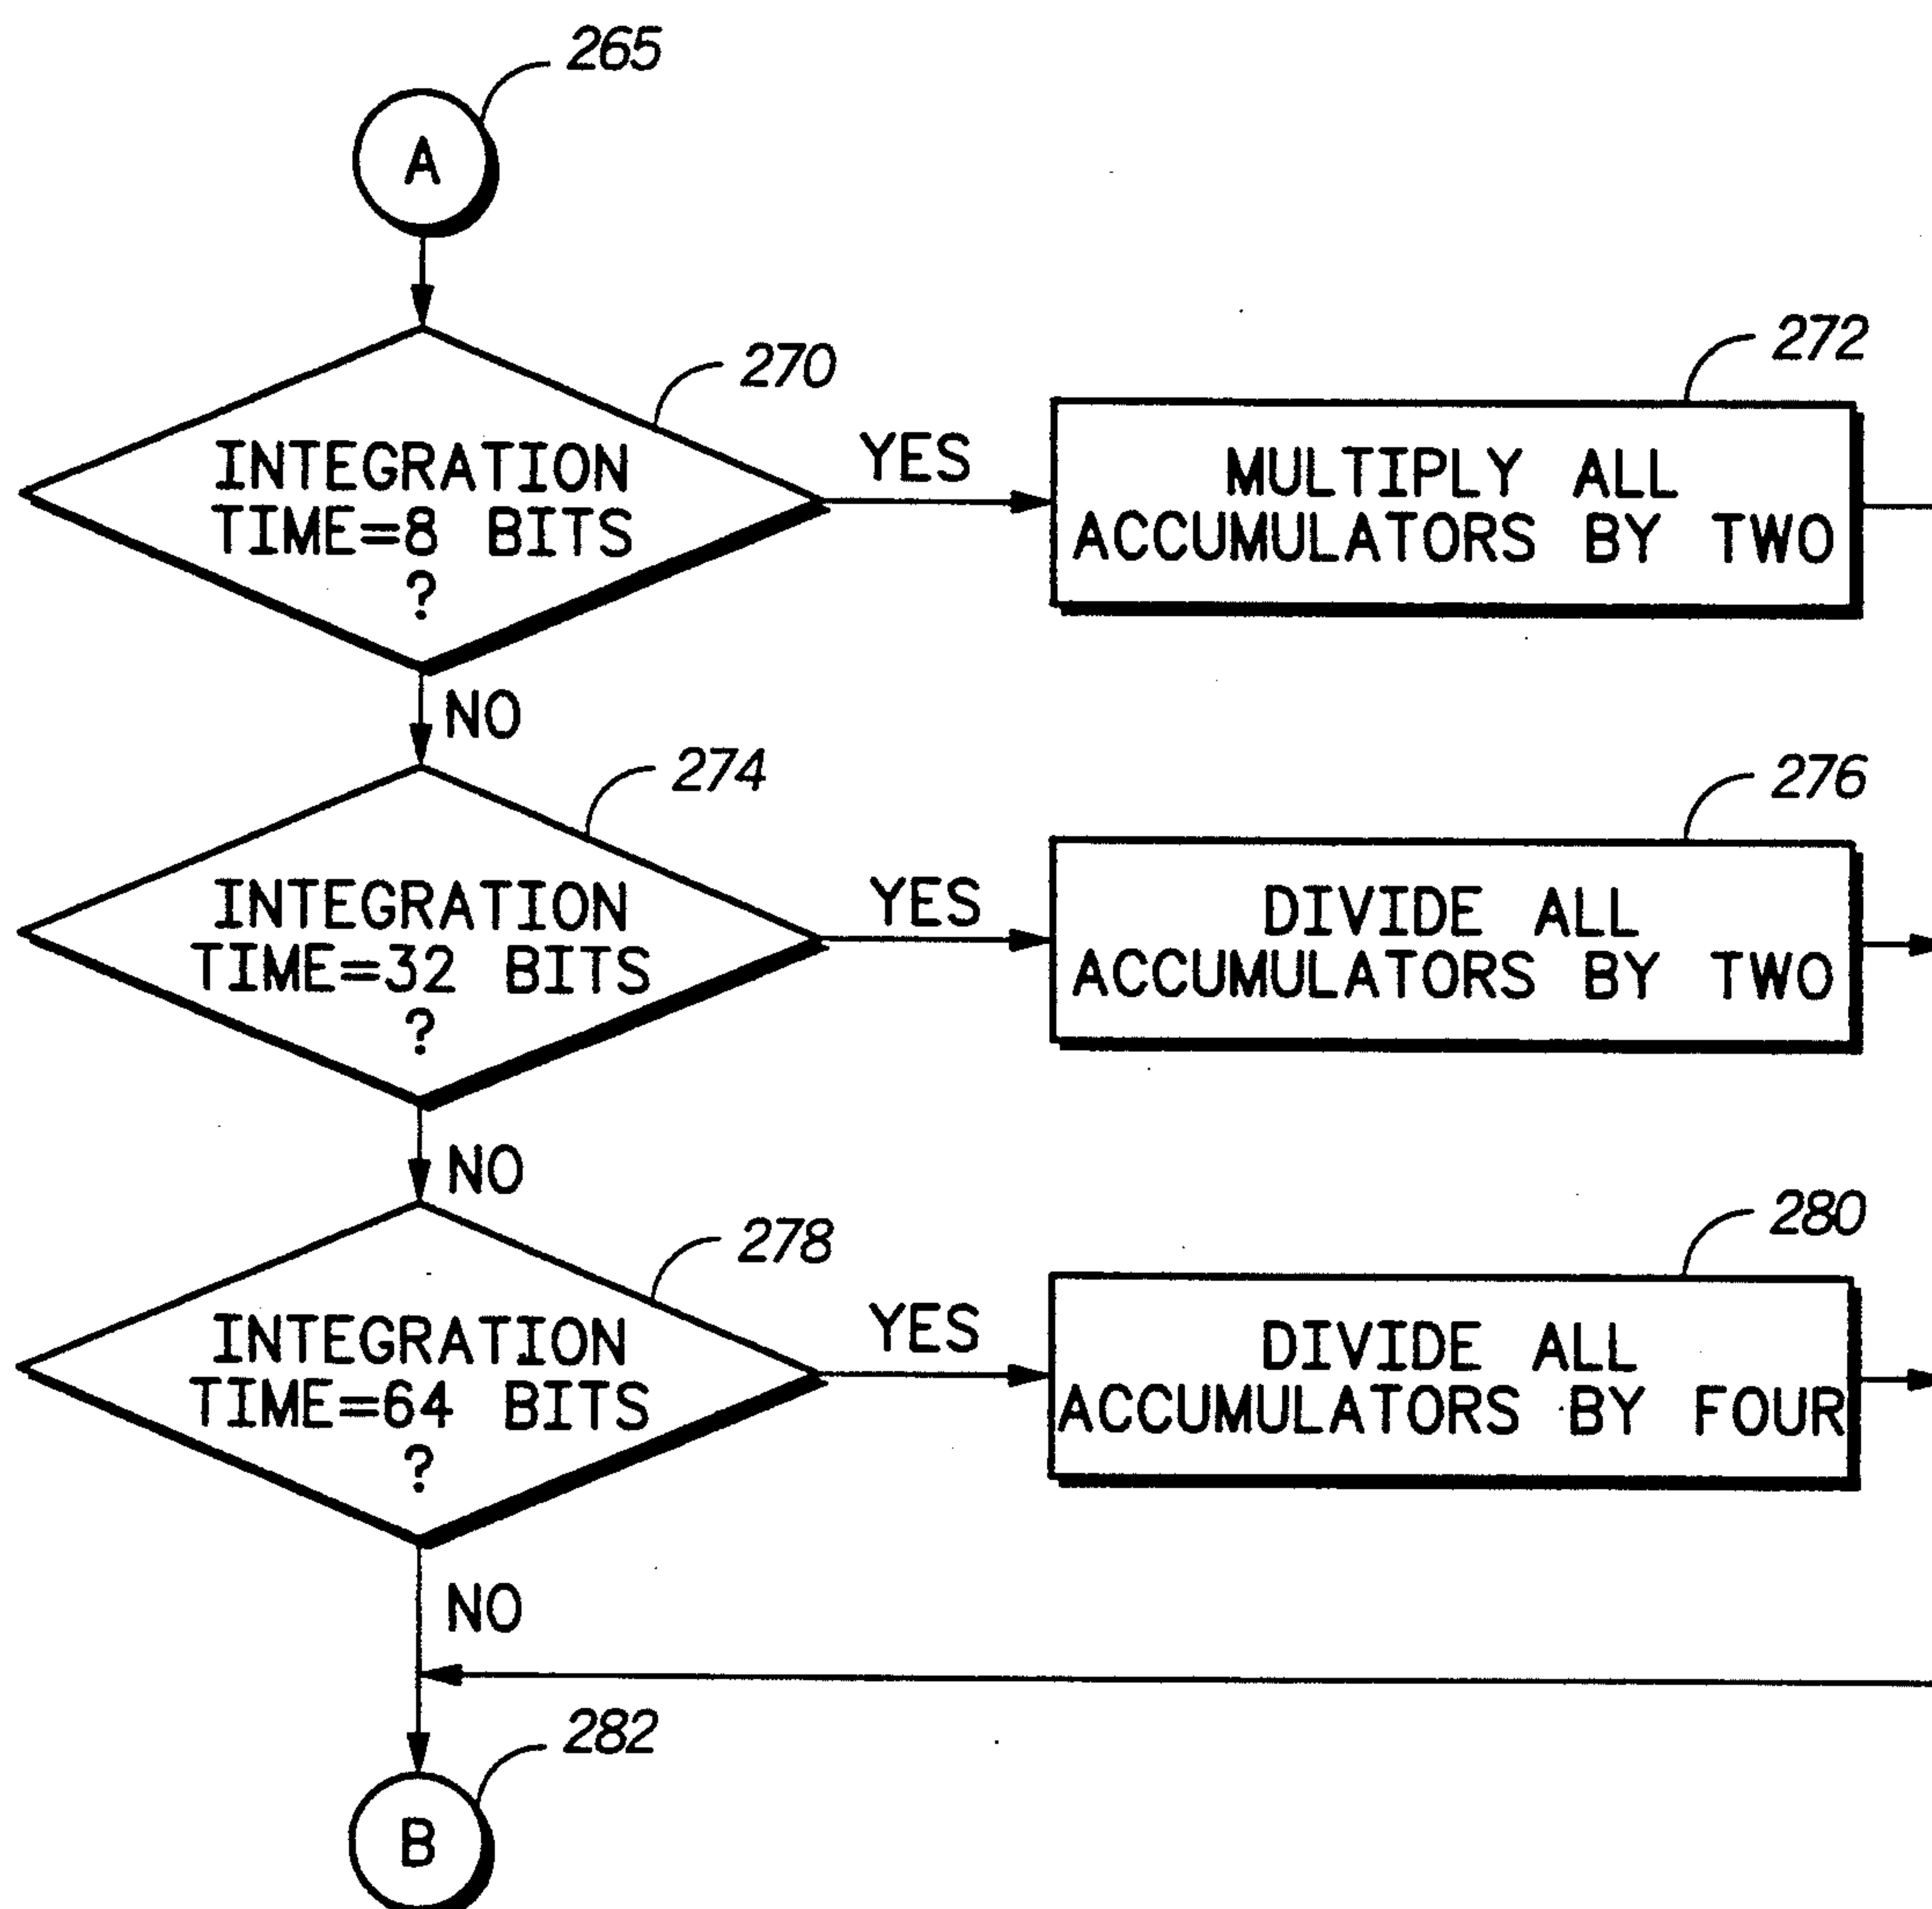 265
A
270
INTEGRATION
TIME=8 BITS
?
YES
272
MULTIPLY ALL
ACCUMULATORS BY TWO
NO
274
INTEGRATION
TIME=32 BITS
?
YES
276
DIVIDE ALL
ACCUMULATORS BY TWO
NO
278
INTEGRATION
TIME=64 BITS
?
YES
280
DIVIDE ALL
ACCUMULATORS BY FOUR
NO
282
B